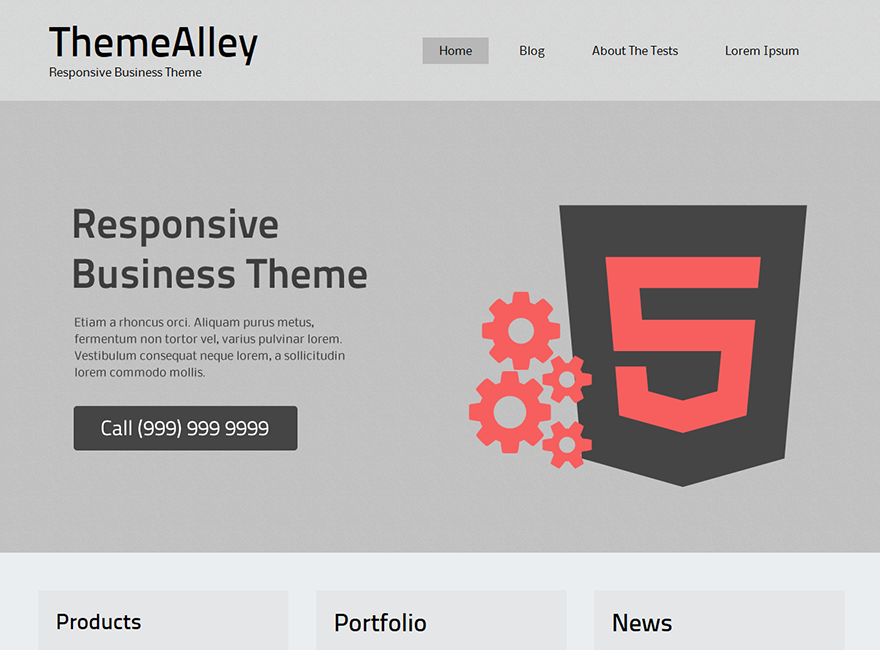 ThemeAlley
Responsive Business Theme
Home Blog About The Tests Lorem Ipsum
Responsive
Business Theme
Etiam a rhoncus orci. Aliquam purus metus,
fermentum non tortor vel, varius pulvinar lorem.
Vestibulum consequat neque lorem, a sollicitudin
lorem commodo mollis.
Call (999) 999 9999
5
Products Portfolio News